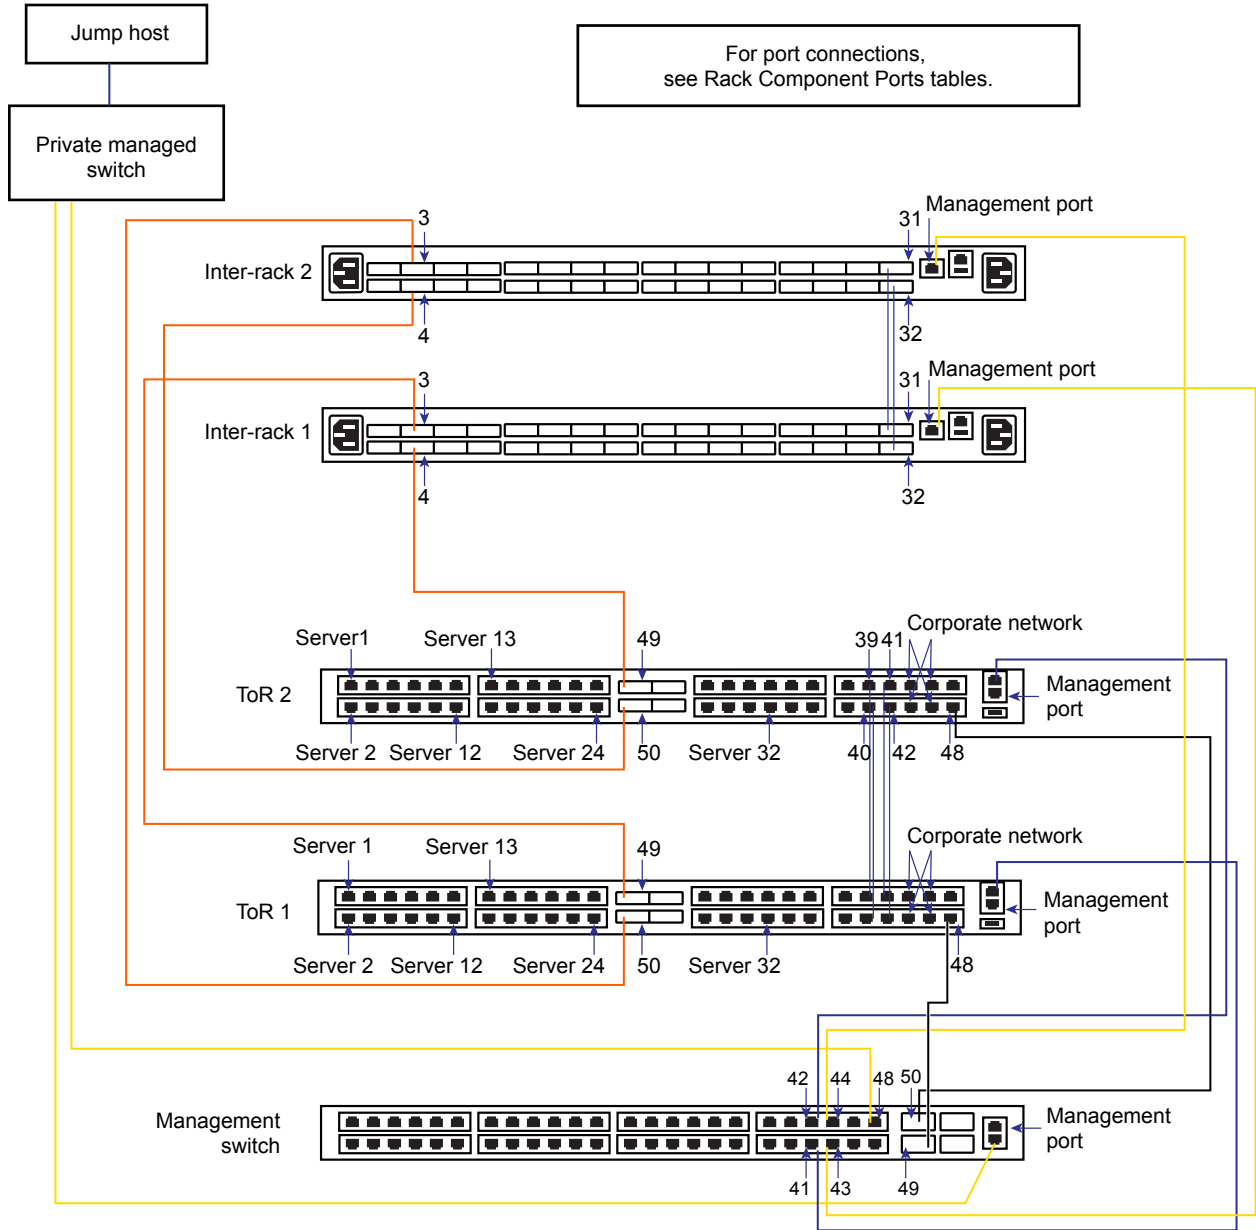 Jump host
For port connections,
see Rack Component Ports tables.
Private managed
switch
3
31
Management port
Inter-rack 2
4
32
3
31
Management port
Inter-rack 1
4
32
Server1
Server 13
49
39
41
Corporate network
ToR 2
Management
port
Server 2
Server 12
Server 24
50
Server 32
40
42
48
Server 1
Server 13
49
Corporate network
ToR 1
Management
port
Server 2
Server 12
Server 24
50
Server 32
48
42
44
48
50
Management
switch
Management
port
41
43
49